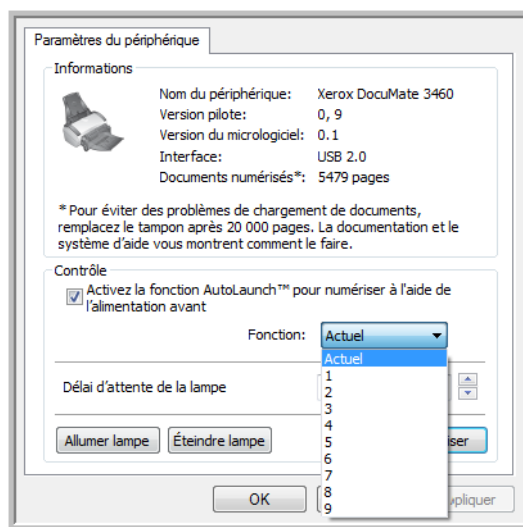 Paramètres du périphérique
Informations
Nom du périphérique: Xerox DocuMate 3460
Version pilote: 0, 9
Version du micrologiciel: 0.1
Interface: USB 2.0
Documents numérisés*: 5479 pages
* Pour éviter des problèmes de chargement de documents,
remplacez le tampon après 20 000 pages. La documentation et le
système d'aide vous montrent comment le faire.
Contrôle
Activez la fonction AutoLaunch™ pour numériser à l'aide de
l'alimentation avant
Fonction: Actuel
Actuel
1
2
3
4
5
6
7
8
9
Délai d'attente de la lampe
Allumer lampe Éteindre lampe
OK